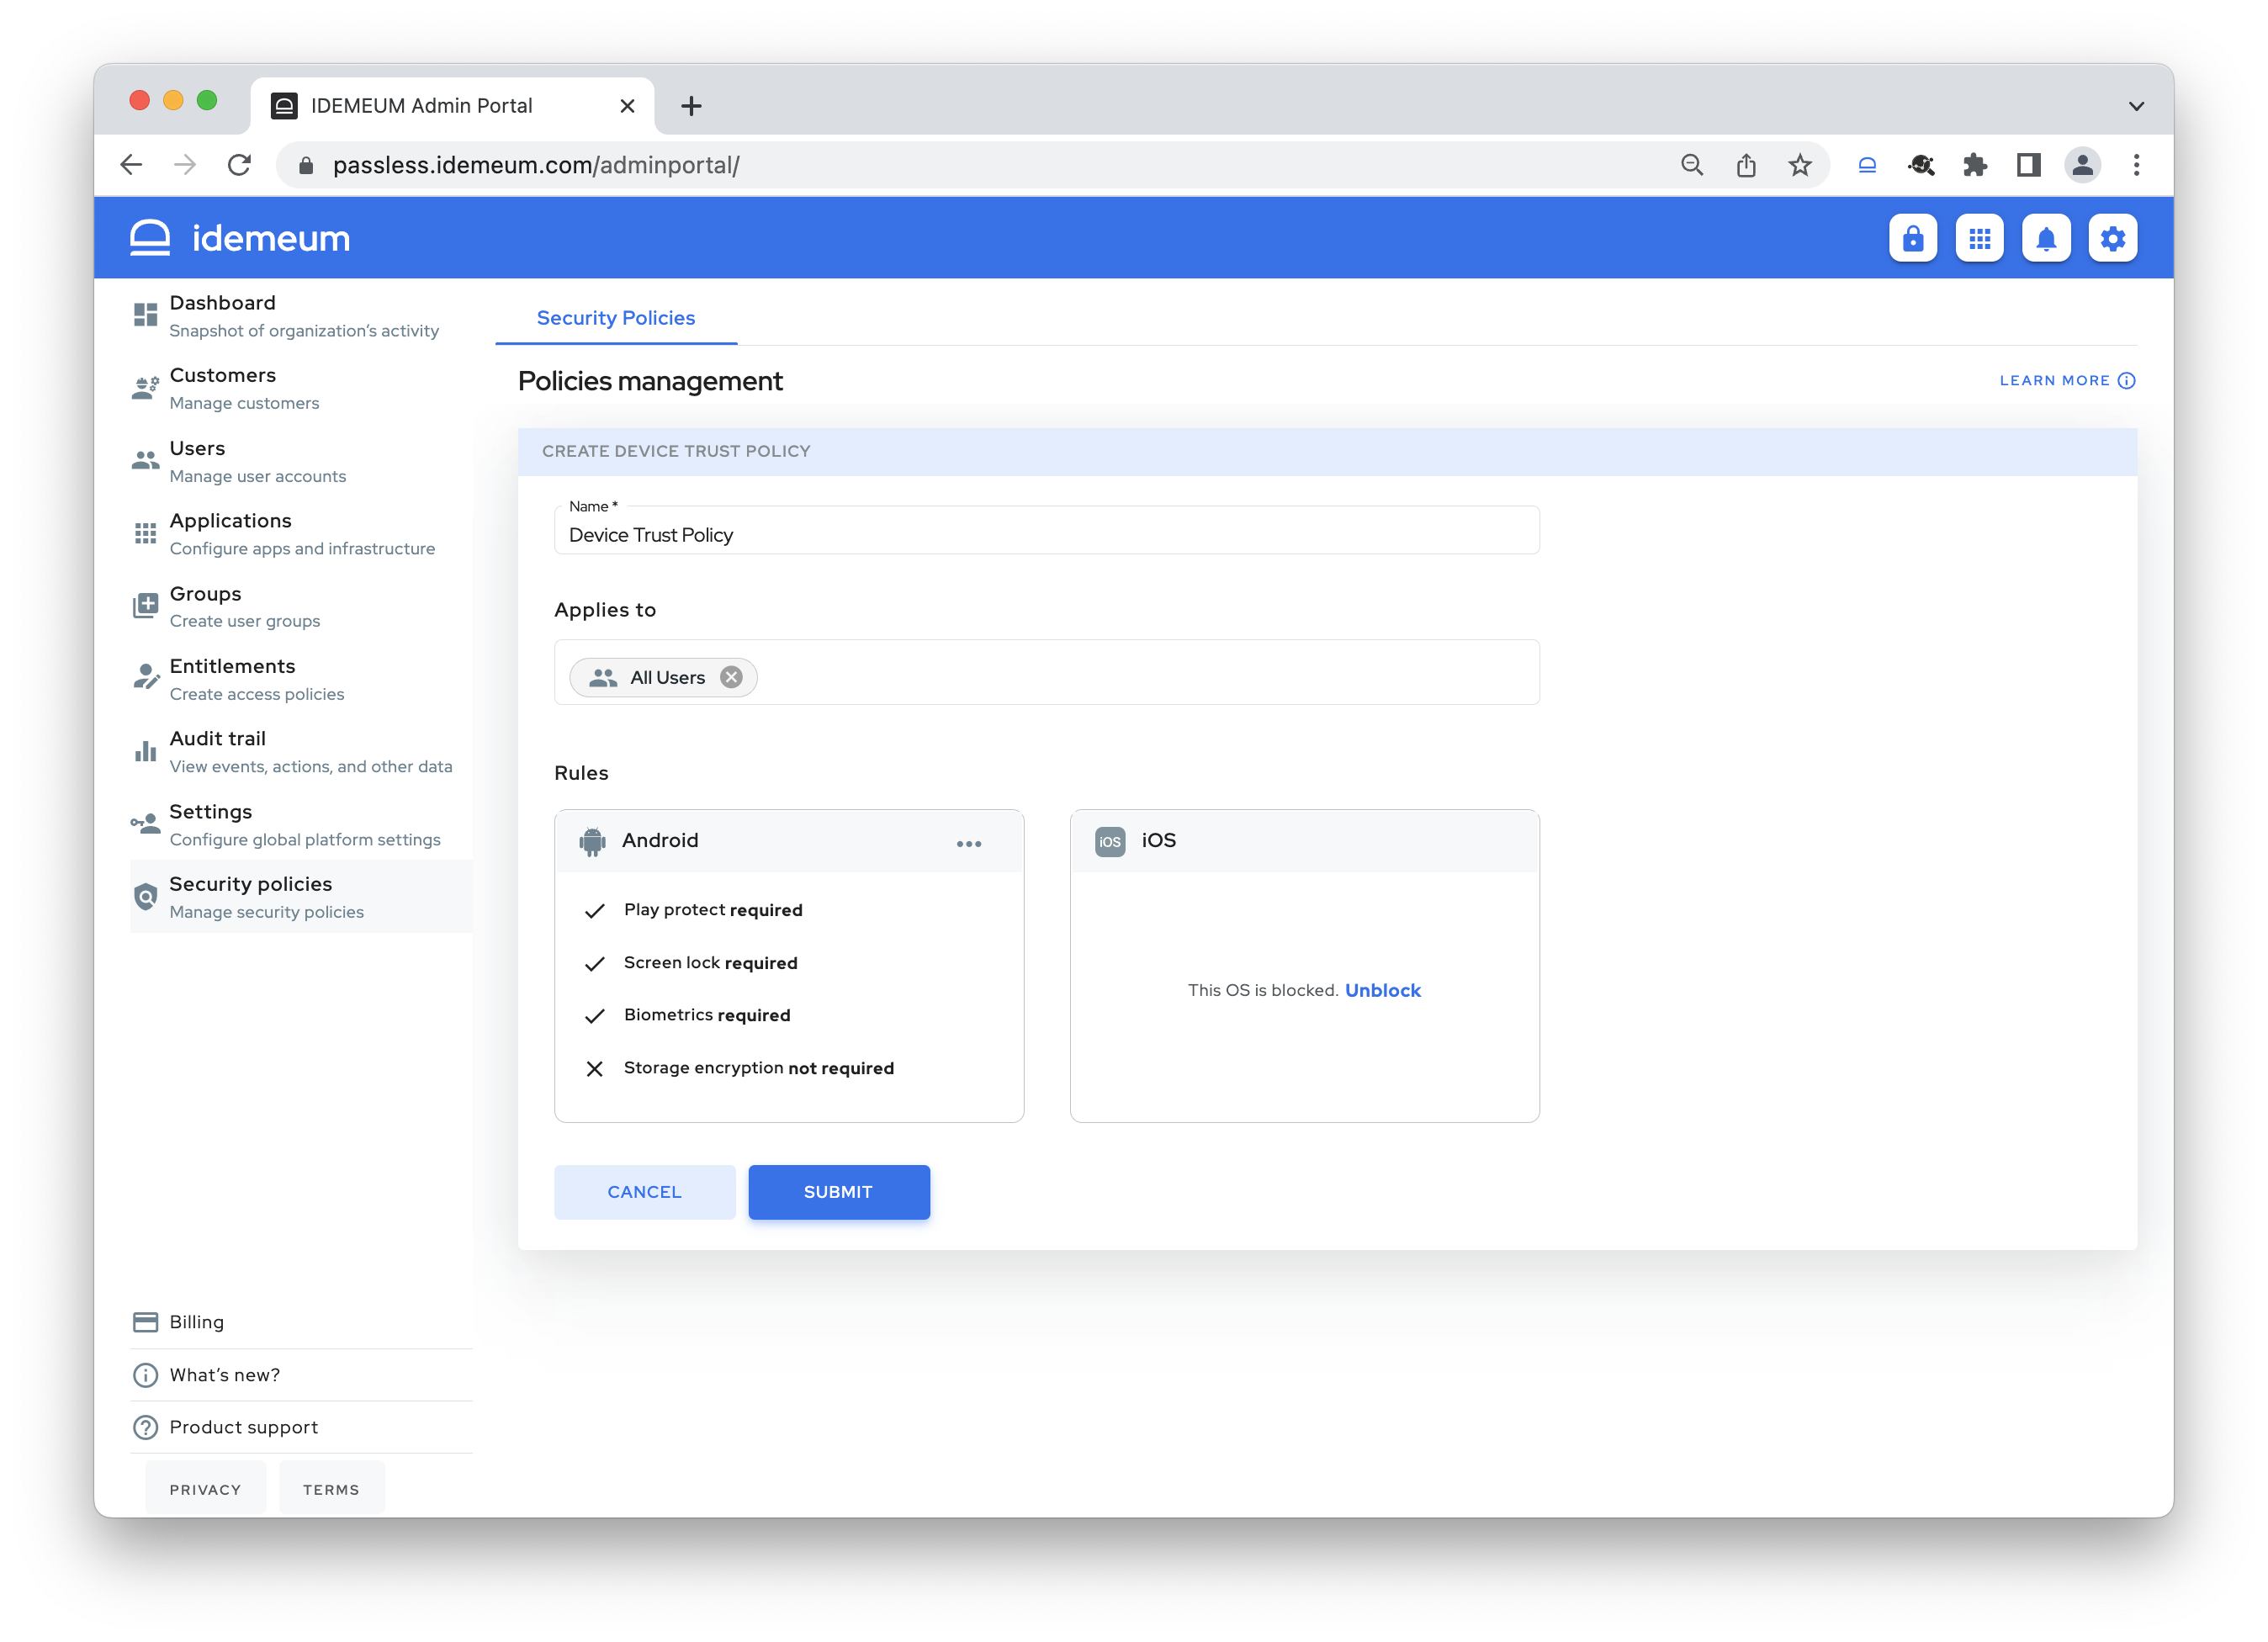 IDEMEUM Admin Portal
passless.idemeum.com/adminportal/
idemeum
Dashboard
Snapshot of organization's activity
Customers
Manage customers
Users
Manage user accounts
Applications
Configure apps and infrastructure
Groups
Create user groups
Entitlements
Create access policies
Audit trail
View events, actions, and other data
Settings
Configure global platform settings
Security policies
Manage security policies
Billing
What's new?
Product support
PRIVACY TERMS
Security Policies
Policies management
LEARN MORE
CREATE DEVICE TRUST POLICY
Name *
Device Trust Policy
Applies to
All Users
Rules
Android
Play protect required
Screen lock required
Biometrics required
Storage encryption not required
iOS iOS
This OS is blocked. Unblock
CANCEL SUBMIT